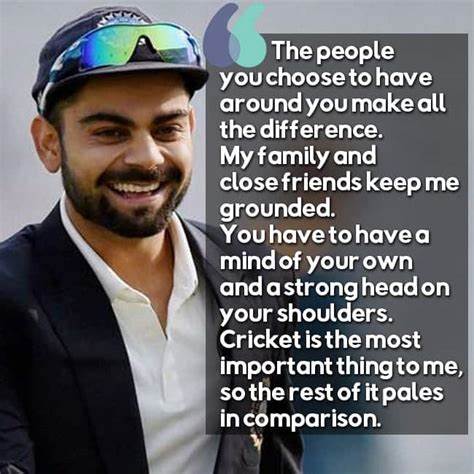 The people
you choose to have
around you make all
the difference.
My family and
close friends keep me
grounded.
You have to have a
mind of your own
and a strong head on
your shoulders.
Cricket is the most
important thing to me,
so the rest of it pales
in comparison.